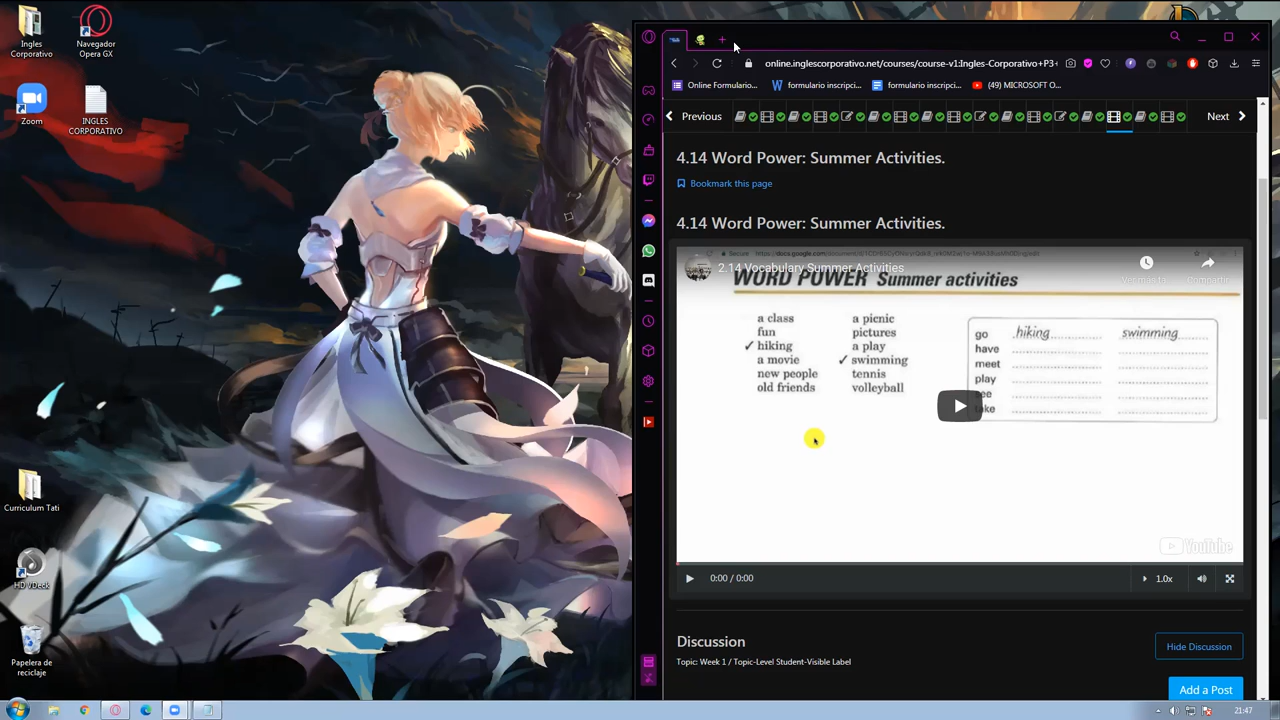 Ingles
Corporativo
Navegador
Opera GX
Zoom
INGLES
CORPORATIVO
Curriculum Tati
HD VDeck
Papelera de
reciclaje
online.inglescorporativo.net/courses/course-v1:Ingles-Corporativo+P3+
Online Formulario...
formulario inscripci...
formulario inscripci...
(49) MICROSOFT O...
Previous
Next
4.14 Word Power: Summer Activities.
Bookmark this page
4.14 Word Power: Summer Activities.
2.14 Vocabulary Summer Activities
WORD POWER Summer activities
a class
fun
hiking
a movie
new people
old friends
a picnic
pictures
a play
swimming
tennis
volleyball
go hiking swimming
have
meet
play
see
take
YouTube
0:00 / 0:00
1.0x
Discussion
Hide Discussion
Topic: Week 1 / Topic-Level Student-Visible Label
Add a Post
21:47